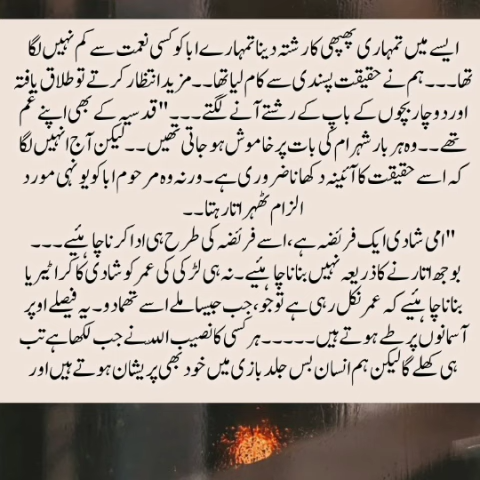 ایسے میں تمہاری پھپھی کا رشتہ دینا تمہارے ابا کو کسی نعمت سے کم نہیں لگا
تھا۔۔۔ ہم نے حقیقت پسندی سے کام لیا تھا۔۔ مزید انتظار کرتے تو طلاق یافتہ
اور دو چار بچوں کے باپ کے رشتے آنے لگتے۔۔۔" قدسیہ کے بھی اپنے غم
تھے۔۔ وہ ہر بار شہرام کی بات پر خاموش ہو جاتی تھیں۔۔ لیکن آج انہیں لگا
کہ اسے حقیقت کا آئینہ دکھانا ضروری ہے۔ ورنہ وہ مرحوم ابا کو یونہی مورد
الزام ٹھہراتا رہتا۔۔
"امی شادی ایک فریضہ ہے، اسے فریضہ کی طرح ہی ادا کرنا چاہئیے۔۔۔
بوجھ اتارنے کا ذریعہ نہیں بنانا چاہئیے۔ نہ ہی لڑکی کی عمر کو شادی کا کرائٹیریا
بنانا چاہئیے کہ عمر نکل رہی ہے تو جو، جب جیسا ملے اسے تھما دو۔ یہ فیصلے اوپر
آسمانوں پر طے ہوتے ہیں۔۔۔۔۔ ہر کسی کا نصیب اللہ نے جب لکھا ہے تب
ہی کھلے گا لیکن ہم انسان بس جلد بازی میں خود بھی پریشان ہوتے ہیں اور